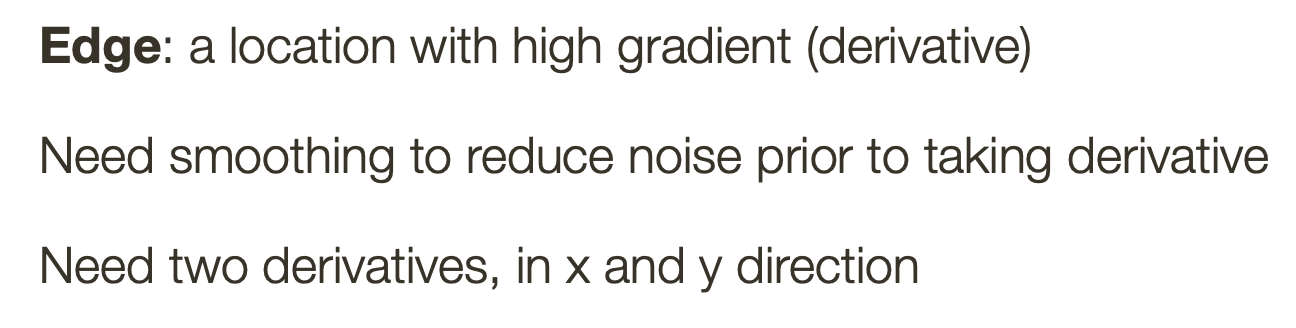 Edge: a location with high gradient (derivative)
Need smoothing to reduce noise prior to taking derivative
Need two derivatives, in x and y direction